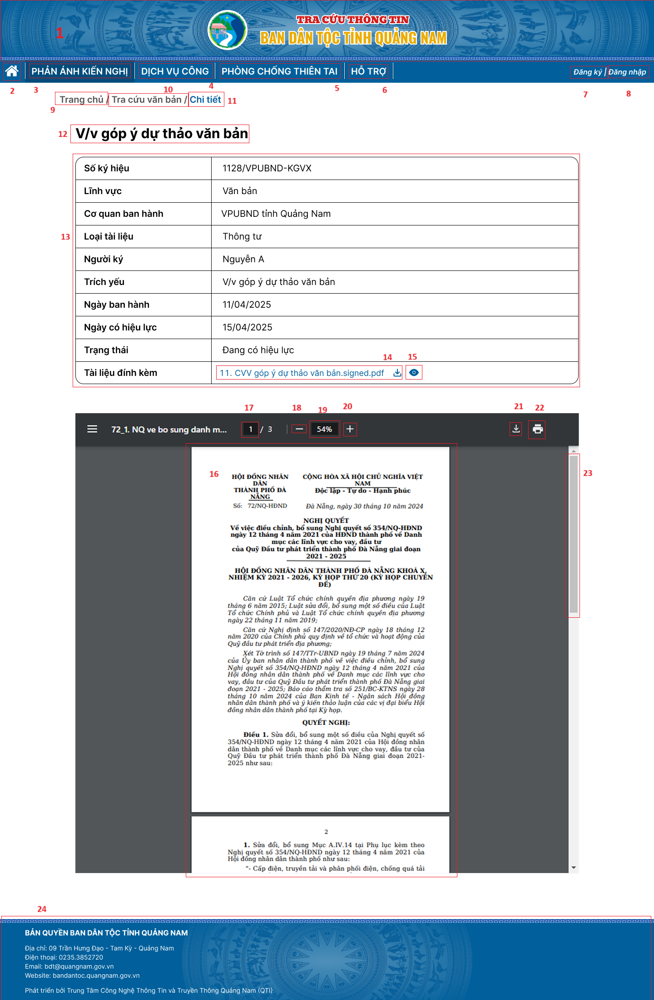 1
TRA CỨU THÔNG TIN
BAN DÂN TỘC TỈNH QUẢNG NAM
PHẢN ÁNH KIẾN NGHỊ
DỊCH VỤ CÔNG
PHÒNG CHỐNG THIÊN TAI
HỖ TRỢ
Đăng ký | Đăng nhập
2
3
10
4
5
6
7
8
Trang chủ / Tra cứu văn bản / Chi tiết
11
9
12
V/v góp ý dự thảo văn bản
Số ký hiệu 1128/VPUBND-KGVX
Lĩnh vực Văn bản
Cơ quan ban hành VPUBND tỉnh Quảng Nam
13
Loại tài liệu Thông tư
Người ký Nguyễn A
Trích yếu V/v góp ý dự thảo văn bản
Ngày ban hành 11/04/2025
Ngày có hiệu lực 15/04/2025
Trạng thái Đang có hiệu lực
14
15
Tài liệu đính kèm 11. CVV góp ý dự thảo văn bản.signed.pdf
17
18
19
20
21
22
72_1. NQ ve bo sung danh m...
1 / 3
54%
16
23
HỘI ĐỒNG NHÂN
DÂN
THÀNH PHỐ ĐÀ
NẴNG
Số: 72/NQ-HĐND
CỘNG HÒA XÃ HỘI CHỦ NGHĨA VIỆT
NAM
Độc lập - Tự do - Hạnh phúc
Đà Nẵng, ngày 30 tháng 10 năm 2024
NGHỊ QUYẾT
Về việc điều chỉnh, bổ sung Nghị quyết số 354/NQ-HĐND
ngày 12 tháng 4 năm 2021 của HĐND thành phố về Danh
mục các lĩnh vực cho vay, đầu tư
của Quỹ Đầu tư phát triển thành phố Đà Nẵng giai đoạn
2021 - 2025
HỘI ĐỒNG NHÂN DÂN THÀNH PHỐ ĐÀ NẴNG KHOÁ X,
NHIỆM KỲ 2021 - 2026, KỲ HỌP THỨ 20 (KỲ HỌP CHUYÊN
ĐỀ)
Căn cứ Luật Tổ chức chính quyền địa phương ngày 19
tháng 6 năm 2015; Luật sửa đổi, bổ sung một số điều của Luật
Tổ chức Chính phủ và Luật Tổ chức chính quyền địa phương
ngày 22 tháng 11 năm 2019;
Căn cứ Nghị định số 147/2020/NĐ-CP ngày 18 tháng 12
năm 2020 của Chính phủ quy định về tổ chức và hoạt động của
Quỹ đầu tư phát triển địa phương;
Xét Tờ trình số 147/TTr-UBND ngày 19 tháng 7 năm 2024
của Ủy ban nhân dân thành phố về việc điều chỉnh, bổ sung
Nghị quyết số 354/NQ-HĐND ngày 12 tháng 4 năm 2021 của
Hội đồng nhân dân thành phố về Danh mục các lĩnh vực cho
vay, đầu tư của Quỹ Đầu tư phát triển thành phố Đà Nẵng giai
đoạn 2021 - 2025; Báo cáo thẩm tra số 251/BC-KTNS ngày 28
tháng 10 năm 2024 của Ban Kinh tế - Ngân sách Hội đồng
nhân dân thành phố và ý kiến thảo luận của các vị đại biểu Hội
đồng nhân dân thành phố tại Kỳ họp.
QUYẾT NGHỊ:
Điều 1. Sửa đổi, bổ sung một số điều của Nghị quyết số
354/NQ-HĐND ngày 12 tháng 4 năm 2021 của Hội đồng nhân
dân thành phố về Danh mục các lĩnh vực cho vay, đầu tư của
Quỹ Đầu tư phát triển thành phố Đà Nẵng giai đoạn 2021-
2025 như sau:
2
1. Sửa đổi, bổ sung Mục A.IV.14 tại Phụ lục kèm theo
Nghị quyết số 354/NQ-HĐND ngày 12 tháng 4 năm 2021 của
Hội đồng nhân dân thành phố như sau:
“- Cấp điện, truyền tải và phân phối điện, chống quá tải
24
BẢN QUYỀN BAN DÂN TỘC TỈNH QUẢNG NAM
Địa chỉ: 09 Trần Hưng Đạo - Tam Kỳ - Quảng Nam
Điện thoại: 0235.3852720
Email: bdt@quangnam.gov.vn
Website: bandantoc.quangnam.gov.vn
Phát triển bởi Trung Tâm Công Nghệ Thông Tin và Truyền Thông Quảng Nam (QTI)